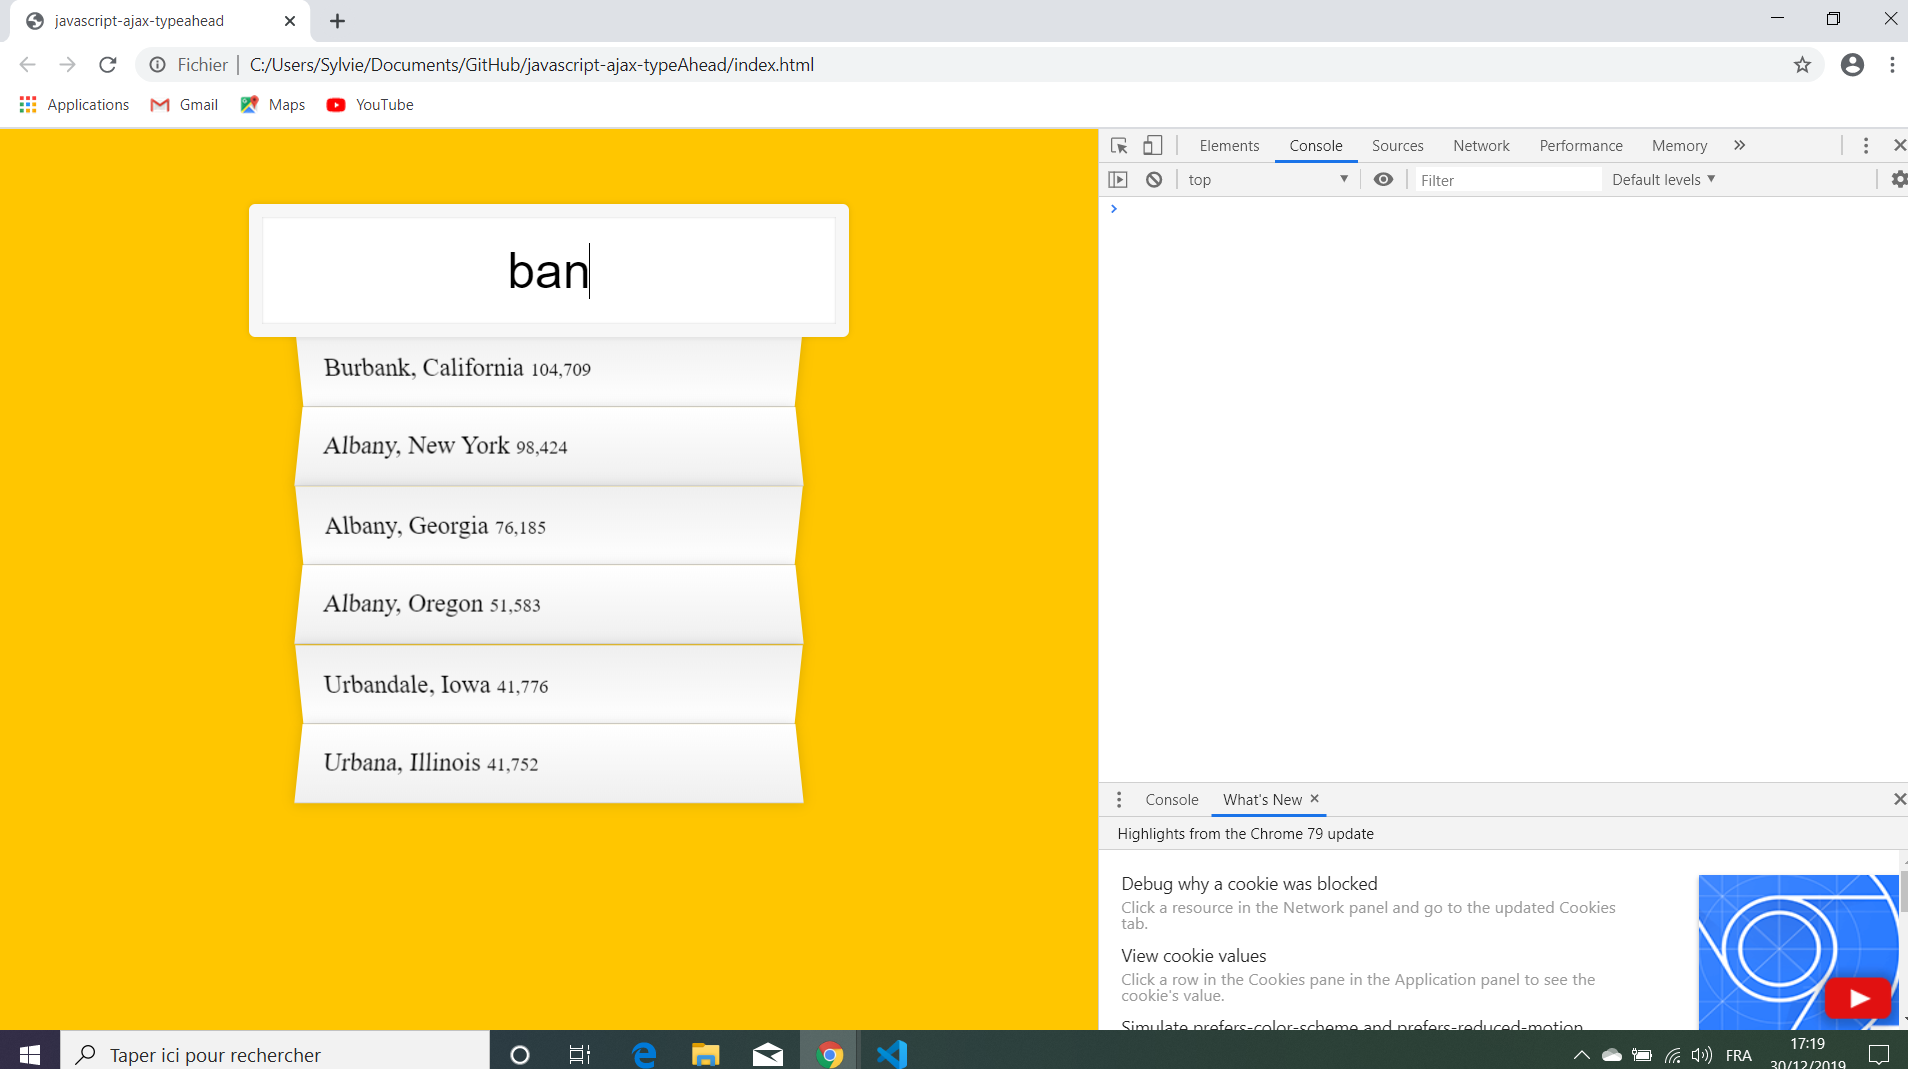 javascript-ajax-typeahead
Fichier | C:/Users/Sylvie/Documents/GitHub/javascript-ajax-typeAhead/index.html
Applications Gmail Maps YouTube
ban
Burbank, California 104,709
Albany, New York 98,424
Albany, Georgia 76,185
Albany, Oregon 51,583
Urbandale, Iowa 41,776
Urbana, Illinois 41,752
Elements Console Sources Network Performance Memory »
top Filter Default levels
Console What's New
Highlights from the Chrome 79 update
Debug why a cookie was blocked
Click a resource in the Network panel and go to the updated Cookies
tab.
View cookie values
Click a row in the Cookies pane in the Application panel to see the
cookie's value.
Simulate prefers-color-scheme and prefers-reduced-motion
Taper ici pour rechercher
FRA
17:19
30/12/2019